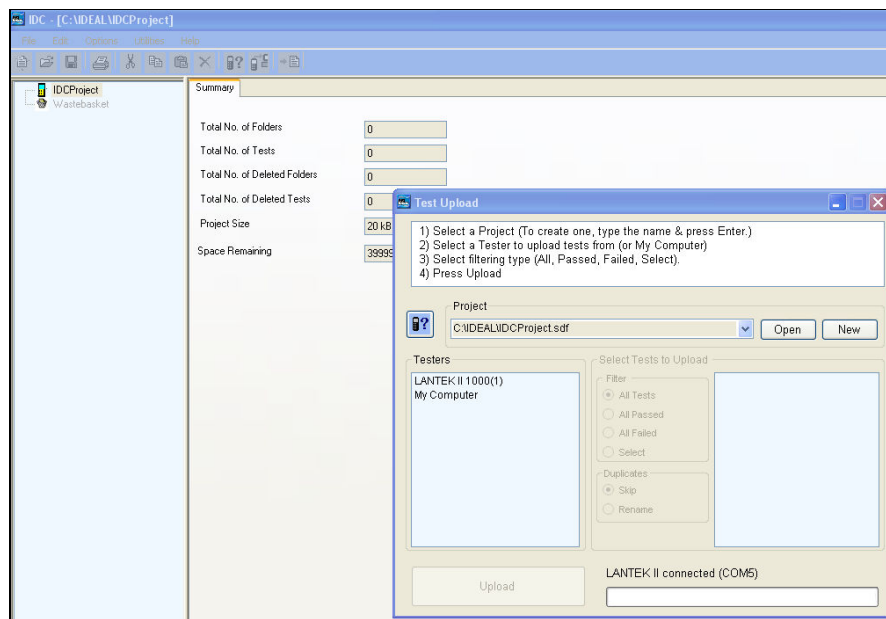 IDC - [C:\IDEAL\IDCProject]
File Edit Options Utilities Help
IDCProject
Wastebasket
Summary
Total No. of Folders 0
Total No. of Tests 0
Total No. of Deleted Folders 0
Total No. of Deleted Tests 0
Project Size 20 kB
Space Remaining 39999
Test Upload
1) Select a Project (To create one, type the name & press Enter.)
2) Select a Tester to upload tests from (or My Computer)
3) Select filtering type (All, Passed, Failed, Select).
4) Press Upload
Project
C:\IDEAL\IDCProject.sdf
Open New
Testers
LANTEK II 1000(1)
My Computer
Select Tests to Upload
Filter
All Tests
All Passed
All Failed
Select
Duplicates
Skip
Rename
Upload
LANTEK II connected (COM5)